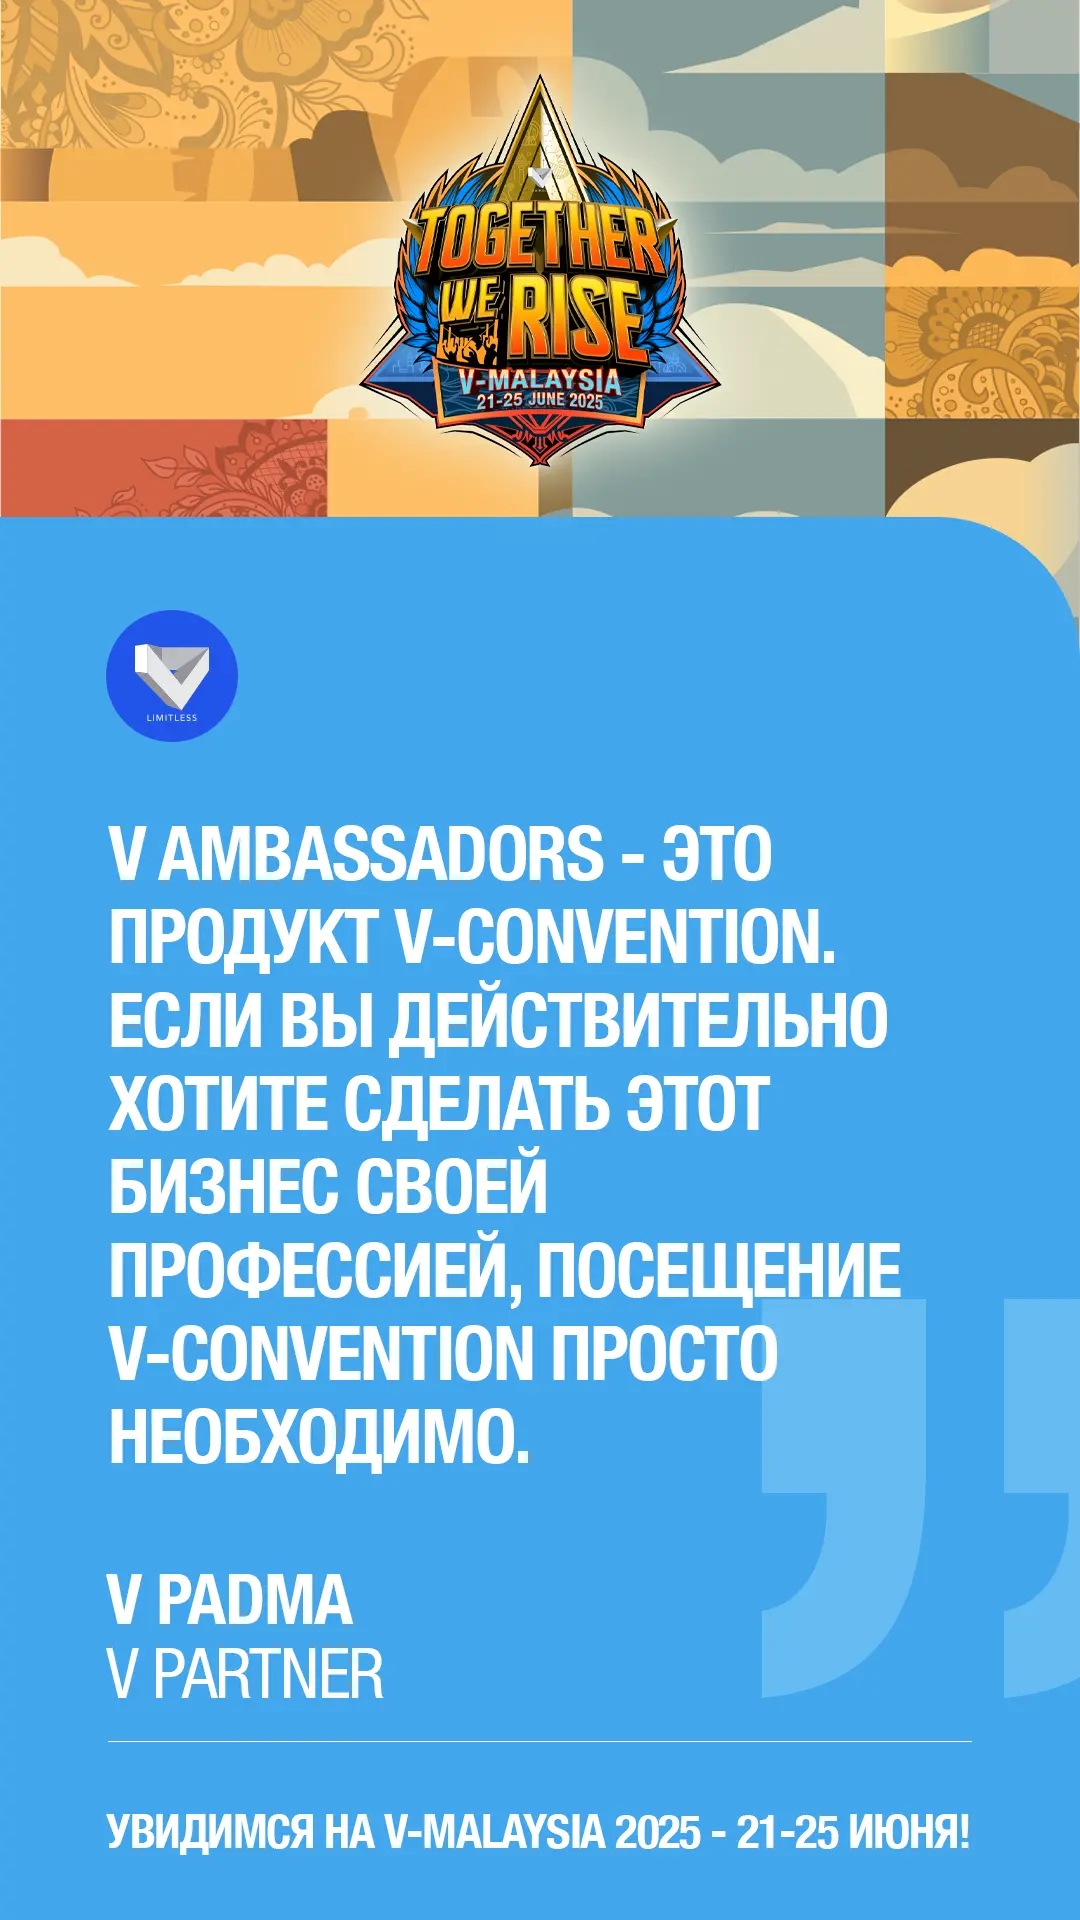 TOGETHER
WE RISE
V-MALAYSIA
21-25 JUNE 2025
LIMITLESS
V AMBASSADORS - ЭТО
ПРОДУКТ V-CONVENTION.
ЕСЛИ ВЫ ДЕЙСТВИТЕЛЬНО
ХОТИТЕ СДЕЛАТЬ ЭТОТ
БИЗНЕС СВОЕЙ
ПРОФЕССИЕЙ, ПОСЕЩЕНИЕ
V-CONVENTION ПРОСТО
НЕОБХОДИМО.
V PADMA
V PARTNER
УВИДИМСЯ НА V-MALAYSIA 2025 - 21-25 ИЮНЯ!